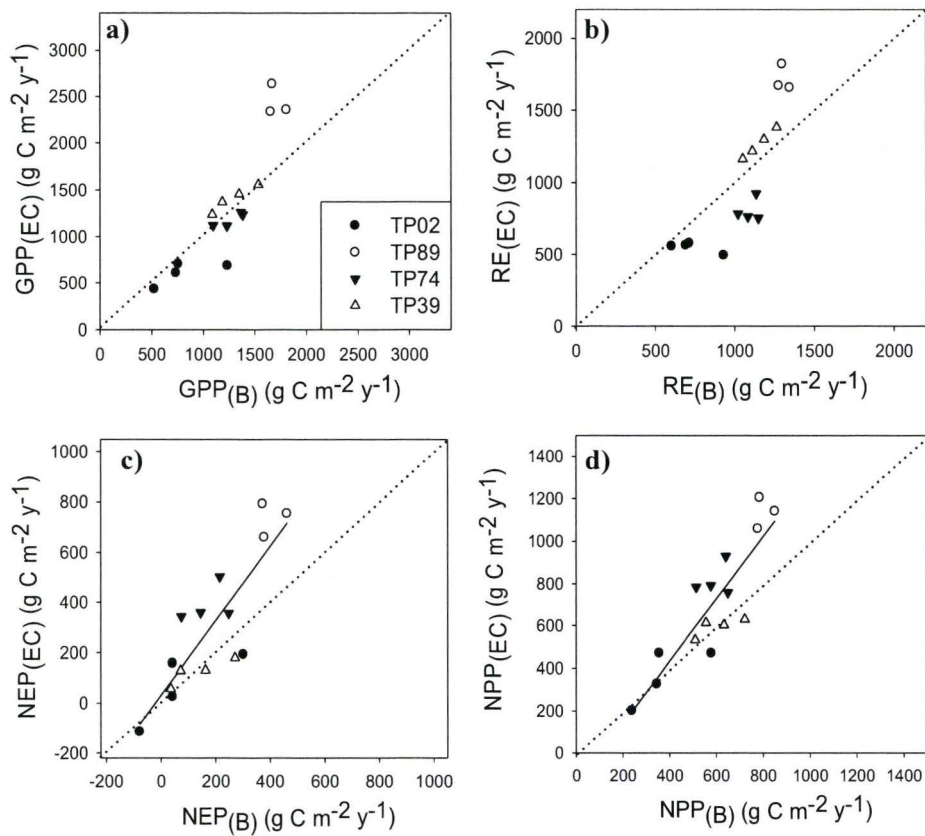 a)
GPP(EC) (g C m-2 y-1)
3000
2500
2000
1500
1000
500
0
TP02
TP89
TP74
TP39
0 500 1000 1500 2000 2500 3000
GPP(B) (g C m-2 y-1)
b)
RE(EC) (g C m-2 y-1)
2000
1500
1000
500
0
0 500 1000 1500 2000
RE(B) (g C m-2 y-1)
c)
NEP(EC) (g C m-2 y-1)
1000
800
600
400
200
0
-200
-200 0 200 400 600 800 1000
NEP(B) (g C m-2 y-1)
d)
NPP(EC) (g C m-2 y-1)
1400
1200
1000
800
600
400
200
0
0 200 400 600 800 1000 1200 1400
NPP(B) (g C m-2 y-1)